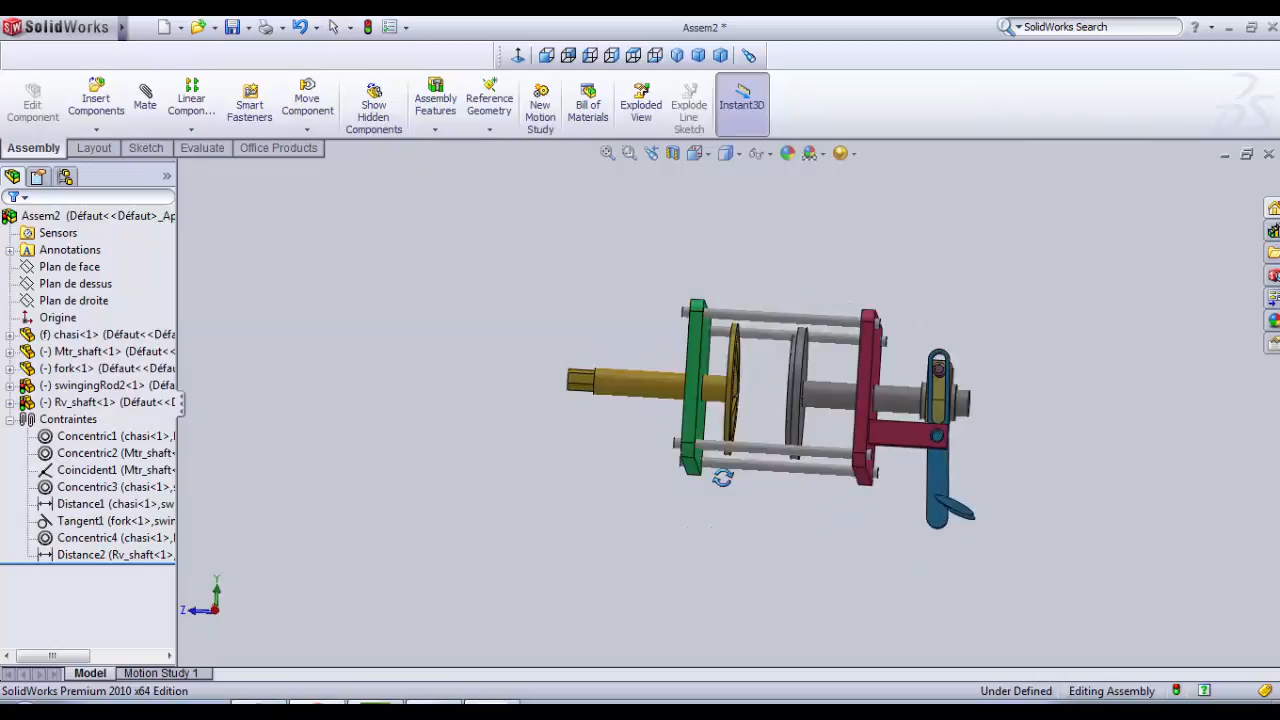 SolidWorks
Assem2 *
SolidWorks Search
Edit Component
Insert Components
Mate
Linear Compon...
Smart Fasteners
Move Component
Show Hidden Components
Assembly Features
Reference Geometry
New Motion Study
Bill of Materials
Exploded View
Explode Line Sketch
Instant3D
Assembly Layout Sketch Evaluate Office Products
Assem2 (Défaut<<Défaut>_Ap
Sensors
Annotations
Plan de face
Plan de dessus
Plan de droite
Origine
(f) chasi<1> (Défaut<<Défau
(-) Mtr_shaft<1> (Défaut<<D
(-) fork<1> (Défaut<<Défaut
(-) swingingRod2<1> (Défau
(-) Rv_shaft<1> (Défaut<<D
Contraintes
Concentric1 (chasi<1>,
Concentric2 (Mtr_shaft
Coincident1 (Mtr_shaft
Concentric3 (chasi<1>,s
Distance1 (chasi<1>,sw
Tangent1 (fork<1>,swin
Concentric4 (chasi<1>,
Distance2 (Rv_shaft<1>,
Y
Z
Model Motion Study 1
SolidWorks Premium 2010 x64 Edition
Under Defined
Editing Assembly